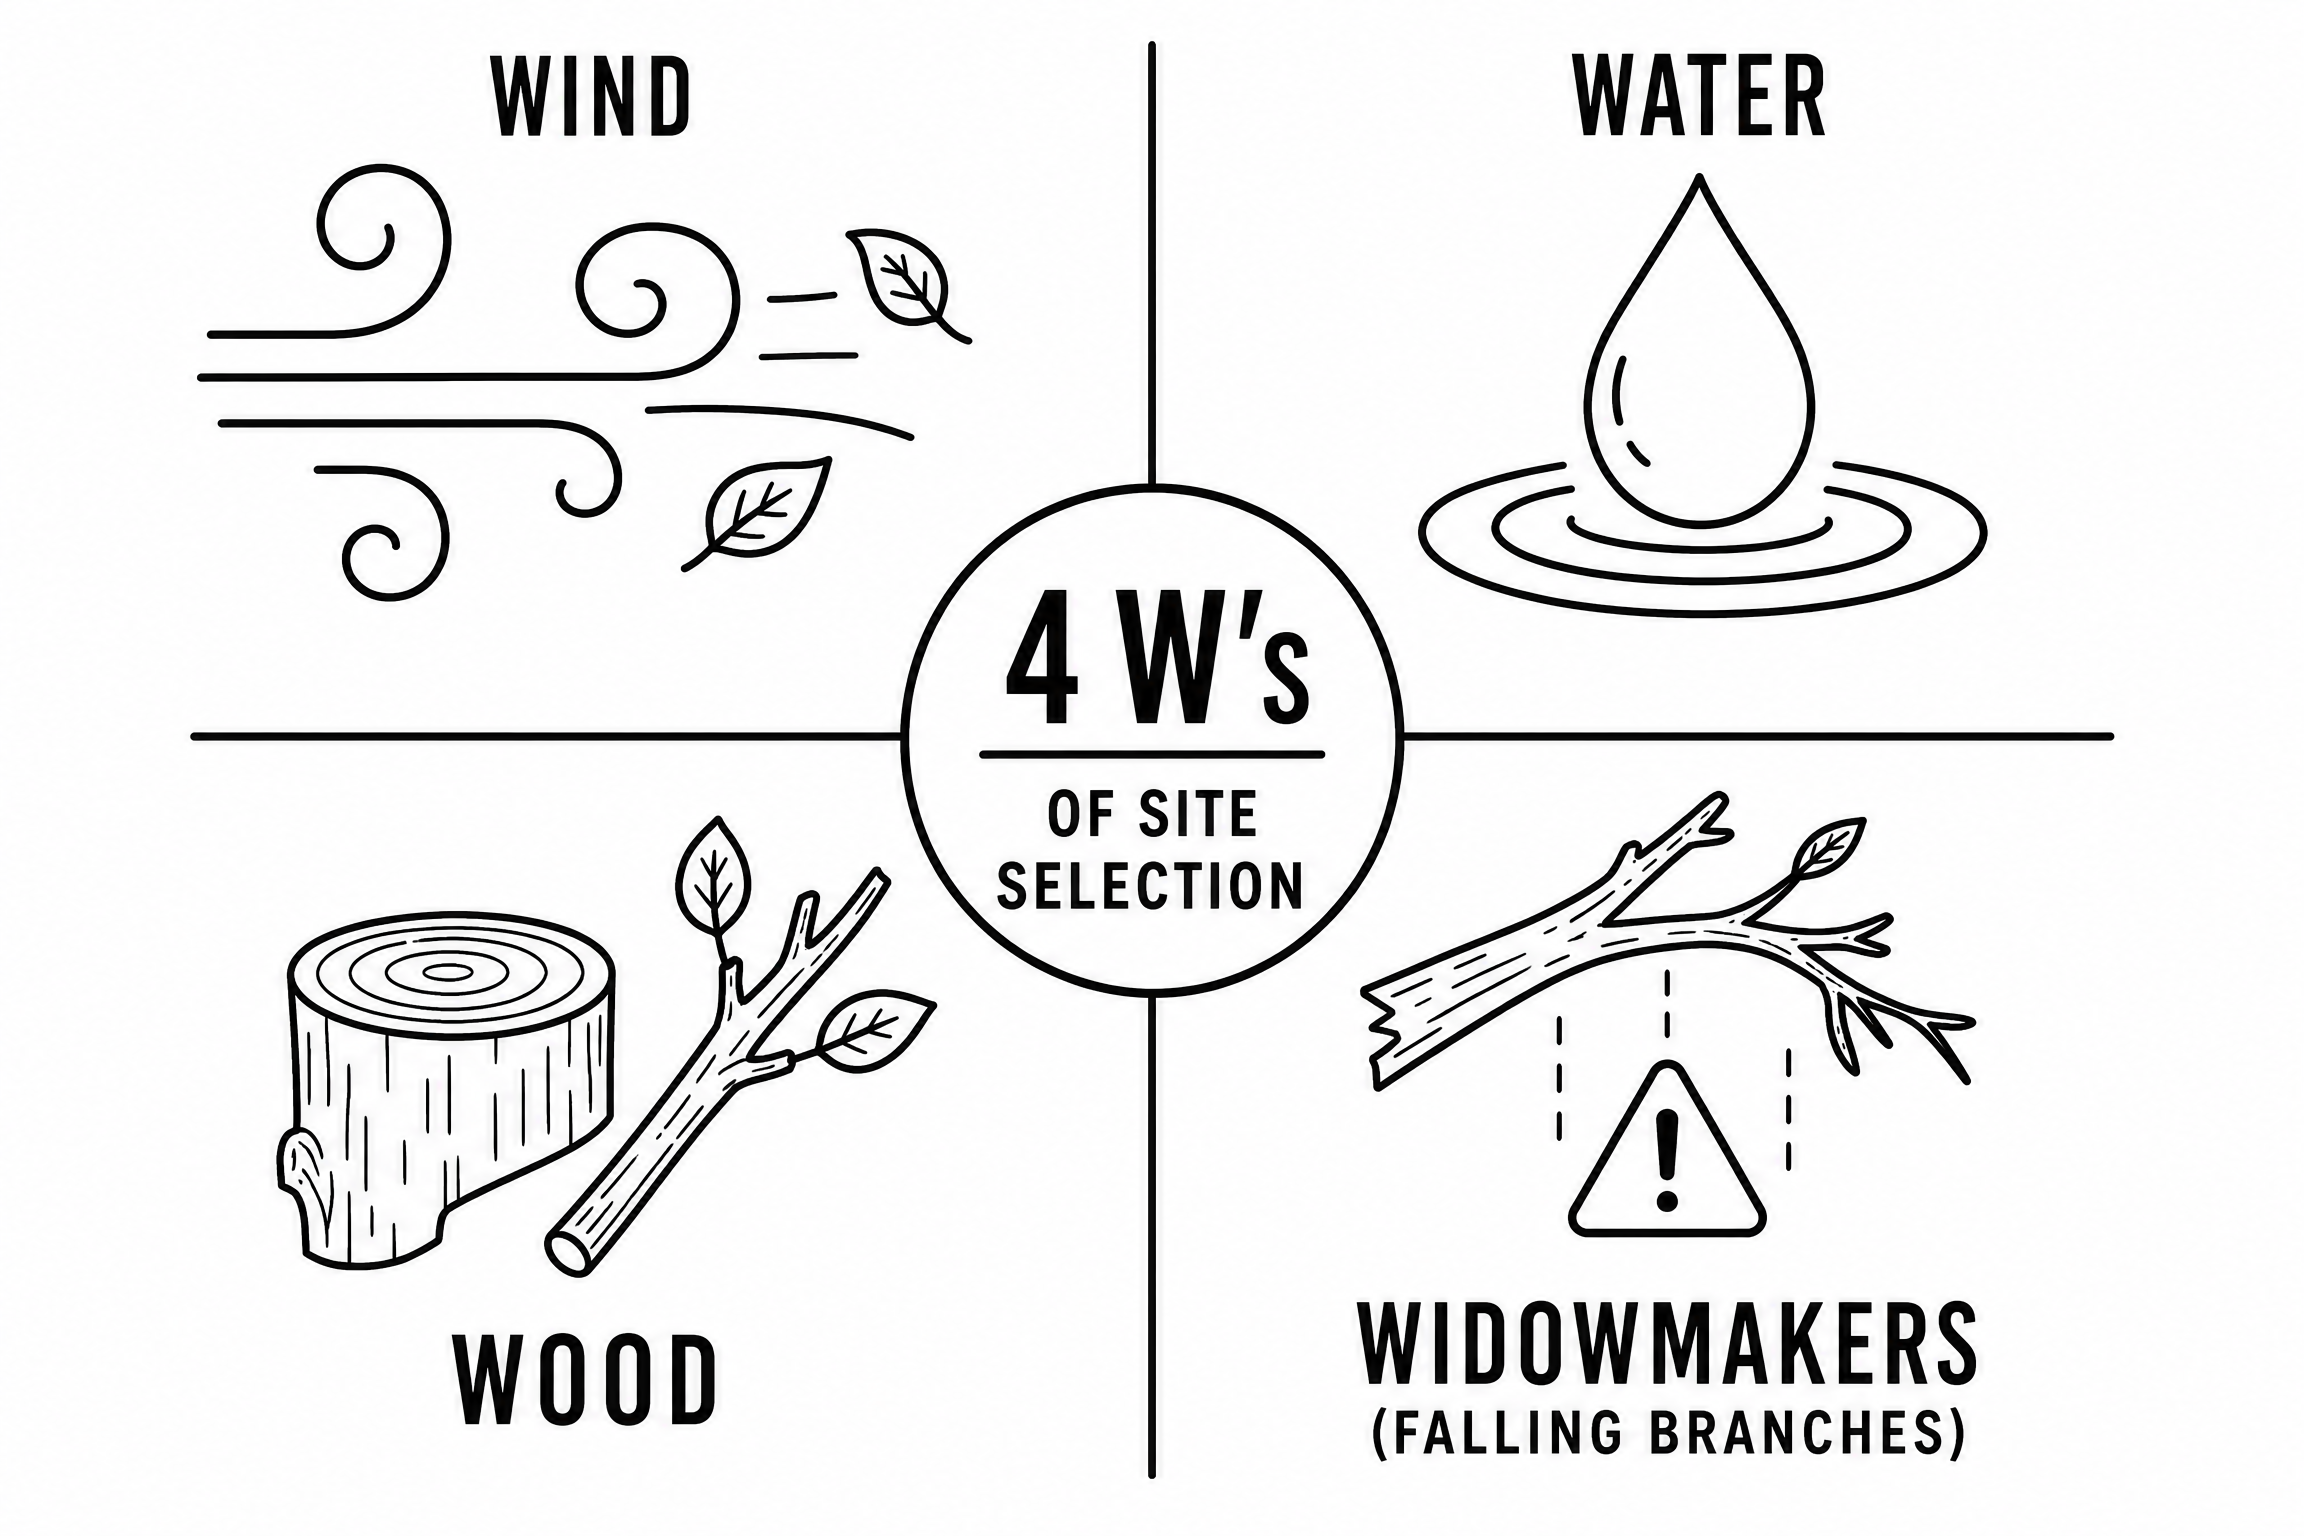 WIND
WATER
4 W's
OF SITE
SELECTION
WOOD
WIDOWMAKERS
(FALLING BRANCHES)